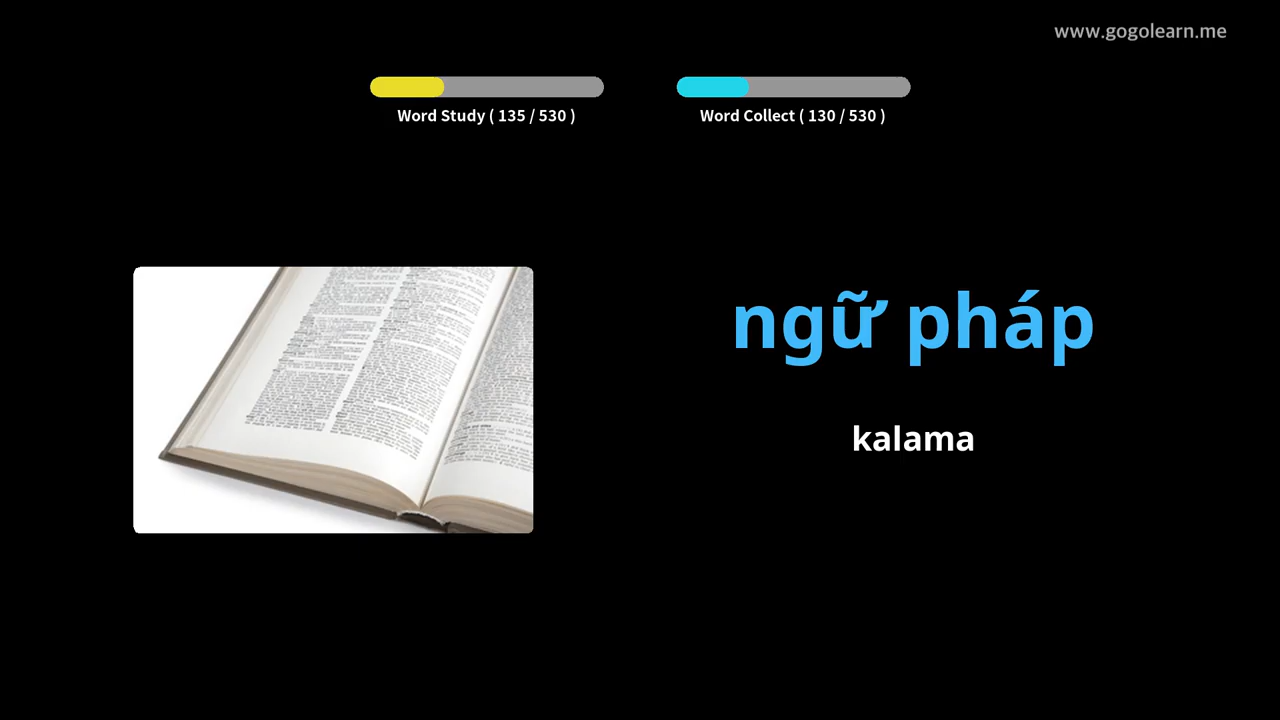 www.gogolearn.me
Word Study ( 135 / 530 )
Word Collect ( 130 / 530 )
ngữ pháp
kalama